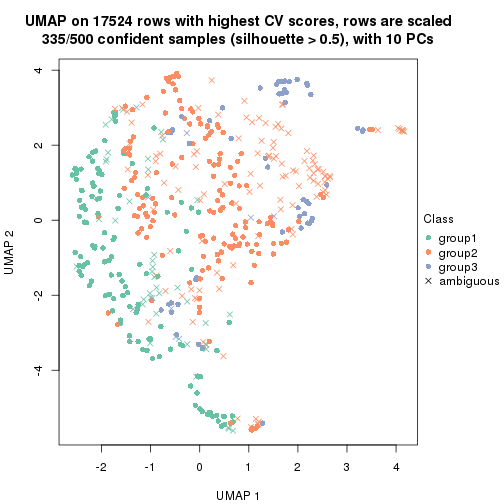 UMAP on 17524 rows with highest CV scores, rows are scaled
335/500 confident samples (silhouette > 0.5), with 10 PCs
4
2
0
-2
-4
UMAP 2
-2
-1
0
1
2
3
4
UMAP 1
Class
group1
group2
group3
ambiguous